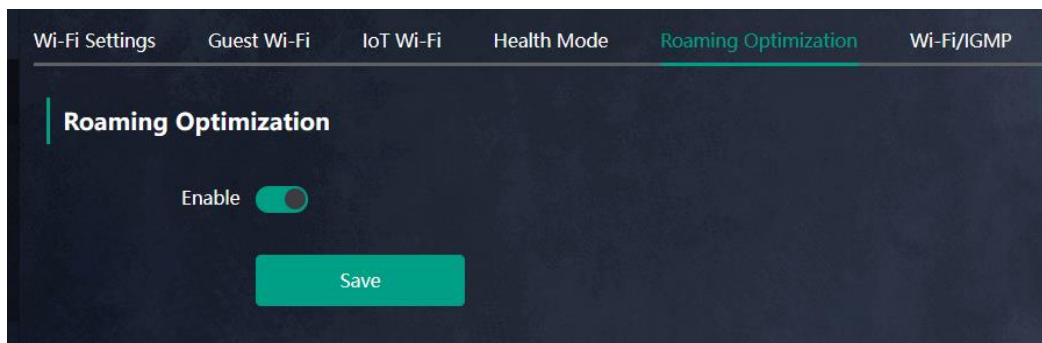 Wi-Fi Settings Guest Wi-Fi IoT Wi-Fi Health Mode Roaming Optimization Wi-Fi/IGMP
Roaming Optimization
Enable
Save